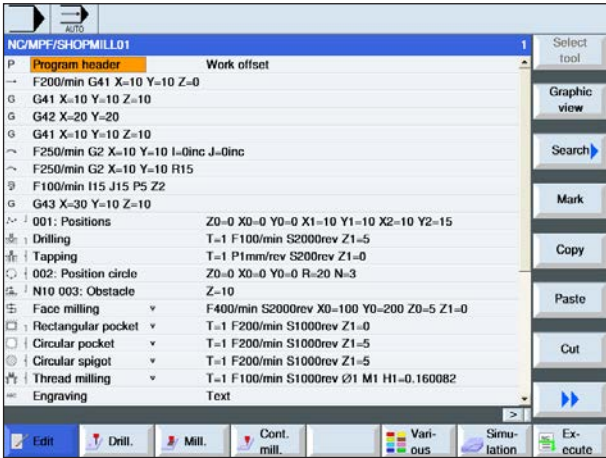 AUTO
NC/MPF/SHOPMILL01 1
P Program header Work offset
F200/min G41 X=10 Y=10 Z=0
G G41 X=10 Y=10 Z=10
G G42 X=20 Y=20
G G41 X=10 Y=10 Z=10
F250/min G2 X=10 Y=10 I=0inc J=0inc
F250/min G2 X=10 Y=10 R15
F100/min I15 J15 P5 Z2
G G43 X=30 Y=10 Z=10
001: Positions Z0=0 X0=0 Y0=0 X1=10 Y1=10 X2=10 Y2=15
Drilling T=1 F100/min S2000rev Z1=5
Tapping T=1 P1mm/rev S200rev Z1=0
002: Position circle Z0=0 X0=0 Y0=0 R=20 N=3
N10 003: Obstacle Z=10
Face milling v F400/min S2000rev X0=100 Y0=200 Z0=5 Z1=0
Rectangular pocket v T=1 F200/min S1000rev Z1=0
Circular pocket v T=1 F200/min S1000rev Z1=5
Circular spigot v T=1 F200/min S1000rev Z1=5
Thread milling v T=1 F100/min S1000rev Ø1 M1 H1=0.160082
Engraving Text
>
Select
tool
Graphic
view
Search
Mark
Copy
Paste
Cut
Edit
Drill.
Mill.
Cont.
mill.
Vari-
ous
Simu-
lation
Ex-
ecute